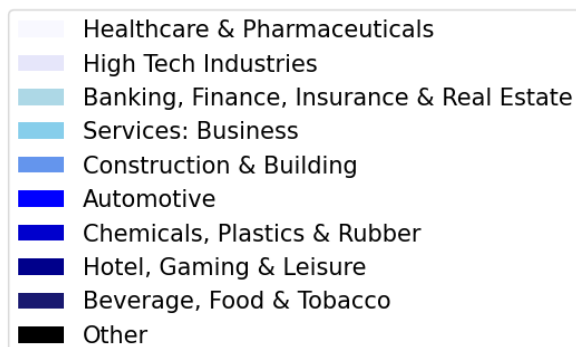 Healthcare & Pharmaceuticals
High Tech Industries
Banking, Finance, Insurance & Real Estate
Services: Business
Construction & Building
Automotive
Chemicals, Plastics & Rubber
Hotel, Gaming & Leisure
Beverage, Food & Tobacco
Other